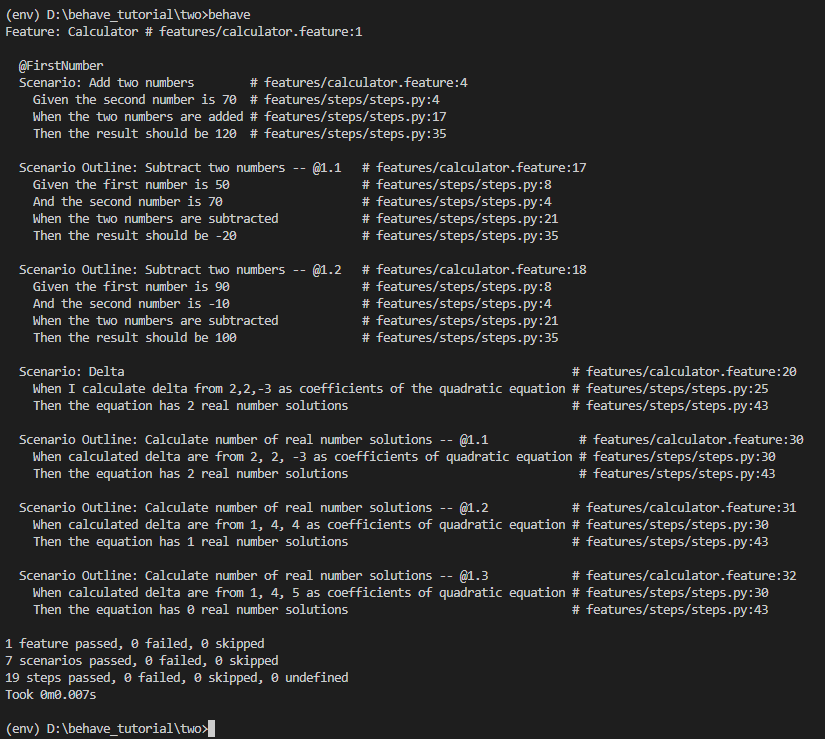 (env) D:\behave_tutorial\two>behave
Feature: Calculator # features/calculator.feature:1
@FirstNumber
Scenario: Add two numbers # features/calculator.feature:4
Given the second number is 70 # features/steps/steps.py:4
When the two numbers are added # features/steps/steps.py:17
Then the result should be 120 # features/steps/steps.py:35
Scenario Outline: Subtract two numbers -- @1.1 # features/calculator.feature:17
Given the first number is 50 # features/steps/steps.py:8
And the second number is 70 # features/steps/steps.py:4
When the two numbers are subtracted # features/steps/steps.py:21
Then the result should be -20 # features/steps/steps.py:35
Scenario Outline: Subtract two numbers -- @1.2 # features/calculator.feature:18
Given the first number is 90 # features/steps/steps.py:8
And the second number is -10 # features/steps/steps.py:4
When the two numbers are subtracted # features/steps/steps.py:21
Then the result should be 100 # features/steps/steps.py:35
Scenario: Delta # features/calculator.feature:20
When I calculate delta from 2,2,-3 as coefficients of the quadratic equation # features/steps/steps.py:25
Then the equation has 2 real number solutions # features/steps/steps.py:43
Scenario Outline: Calculate number of real number solutions -- @1.1 # features/calculator.feature:30
When calculated delta are from 2, 2, -3 as coefficients of quadratic equation # features/steps/steps.py:30
Then the equation has 2 real number solutions # features/steps/steps.py:43
Scenario Outline: Calculate number of real number solutions -- @1.2 # features/calculator.feature:31
When calculated delta are from 1, 4, 4 as coefficients of quadratic equation # features/steps/steps.py:30
Then the equation has 1 real number solutions # features/steps/steps.py:43
Scenario Outline: Calculate number of real number solutions -- @1.3 # features/calculator.feature:32
When calculated delta are from 1, 4, 5 as coefficients of quadratic equation # features/steps/steps.py:30
Then the equation has 0 real number solutions # features/steps/steps.py:43
1 feature passed, 0 failed, 0 skipped
7 scenarios passed, 0 failed, 0 skipped
19 steps passed, 0 failed, 0 skipped, 0 undefined
Took 0m0.007s
(env) D:\behave_tutorial\two>